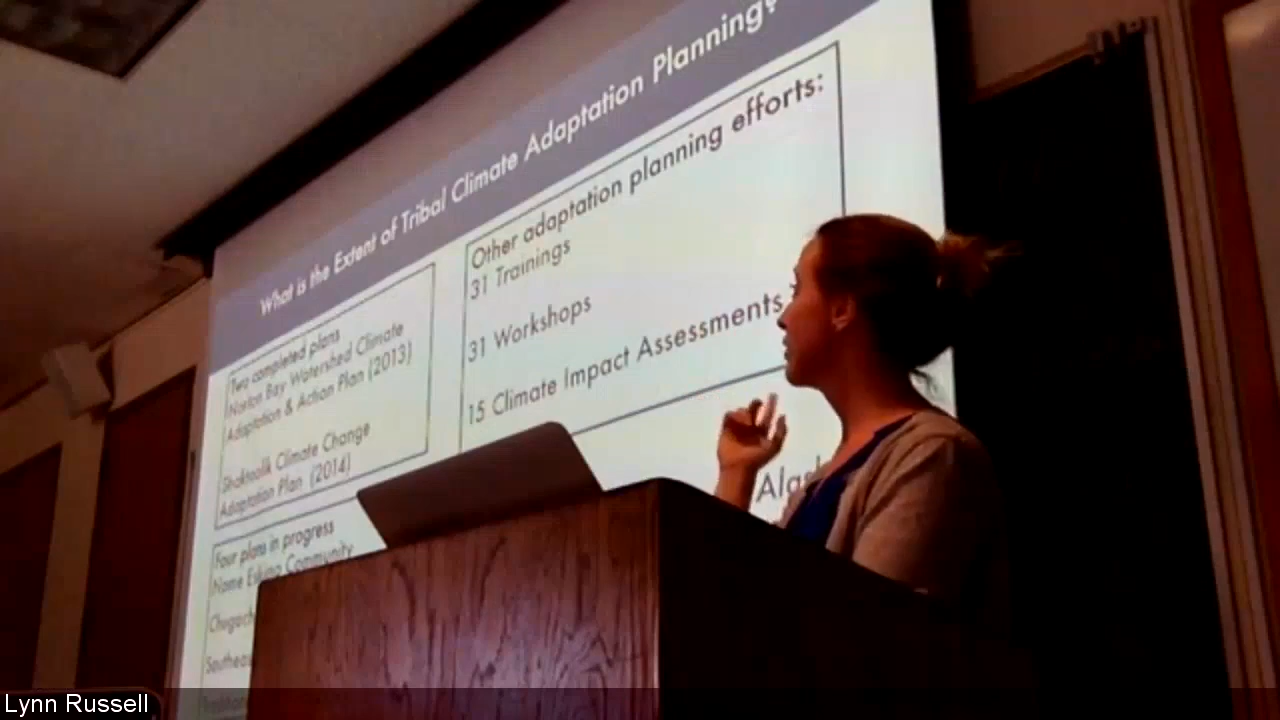 What is the Extent of Tribal Climate Adaptation Planning?
Two completed plans
Norton Bay Watershed Climate
Adaptation & Action Plan (2013)
Shaktoolik Climate Change
Adaptation Plan (2014)
Four plans in progress
Nome Eskimo Community
Other adaptation planning efforts:
31 Trainings
31 Workshops
15 Climate Impact Assessments
Lynn Russell